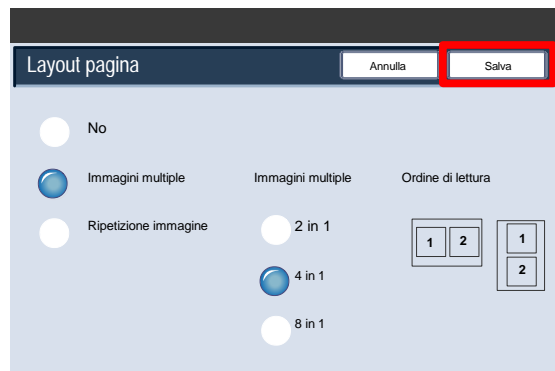 Layout pagina
Annulla
Salva
No
Immagini multiple
Immagini multiple
Ordine di lettura
Ripetizione immagine
2 in 1
1 2
1
2
4 in 1
8 in 1